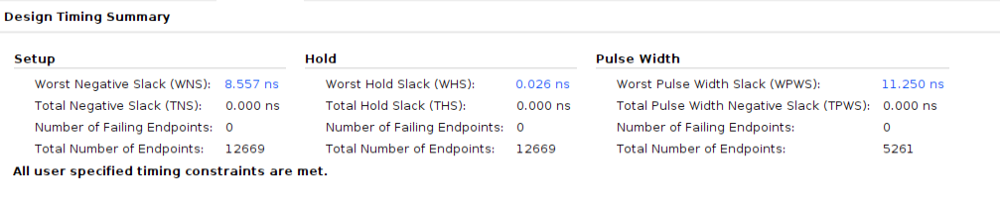 Design Timing Summary
Setup Hold Pulse Width
Worst Negative Slack (WNS): 8.557 ns Worst Hold Slack (WHS): 0.026 ns Worst Pulse Width Slack (WPWS): 11.250 ns
Total Negative Slack (TNS): 0.000 ns Total Hold Slack (THS): 0.000 ns Total Pulse Width Negative Slack (TPWS): 0.000 ns
Number of Failing Endpoints: 0 Number of Failing Endpoints: 0 Number of Failing Endpoints: 0
Total Number of Endpoints: 12669 Total Number of Endpoints: 12669 Total Number of Endpoints: 5261
All user specified timing constraints are met.